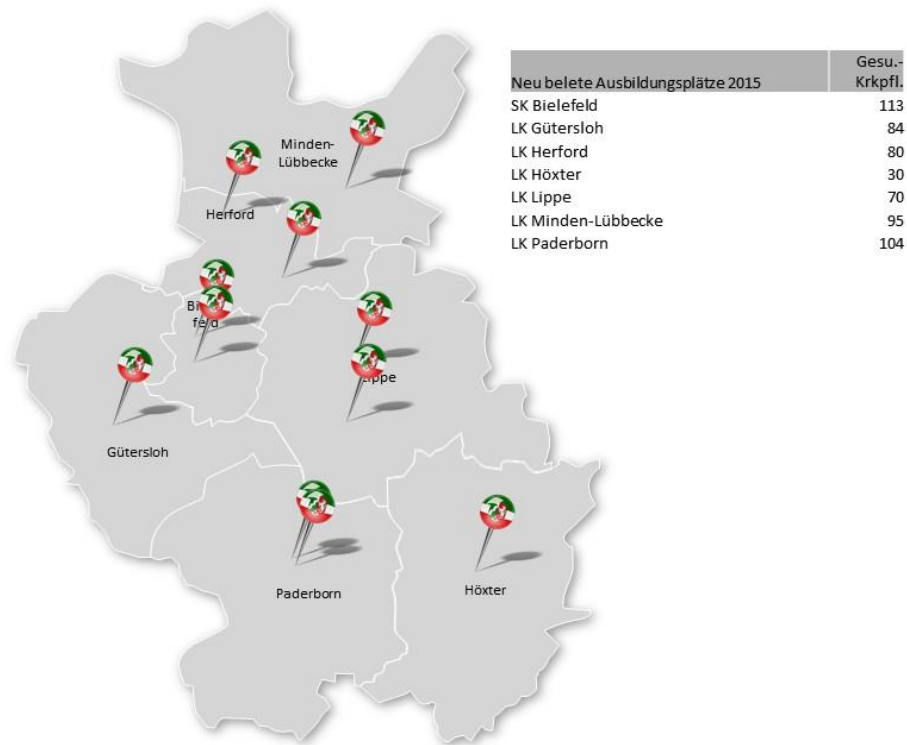 Gesu.-
Neu belete Ausbildungsplätze 2015 Krkpfl.
SK Bielefeld 113
LK Gütersloh 84
LK Herford 80
LK Höxter 30
LK Lippe 70
LK Minden-Lübbecke 95
LK Paderborn 104
Minden-
Lübbecke
Herford
feld
Gütersloh
Paderborn
Höxter